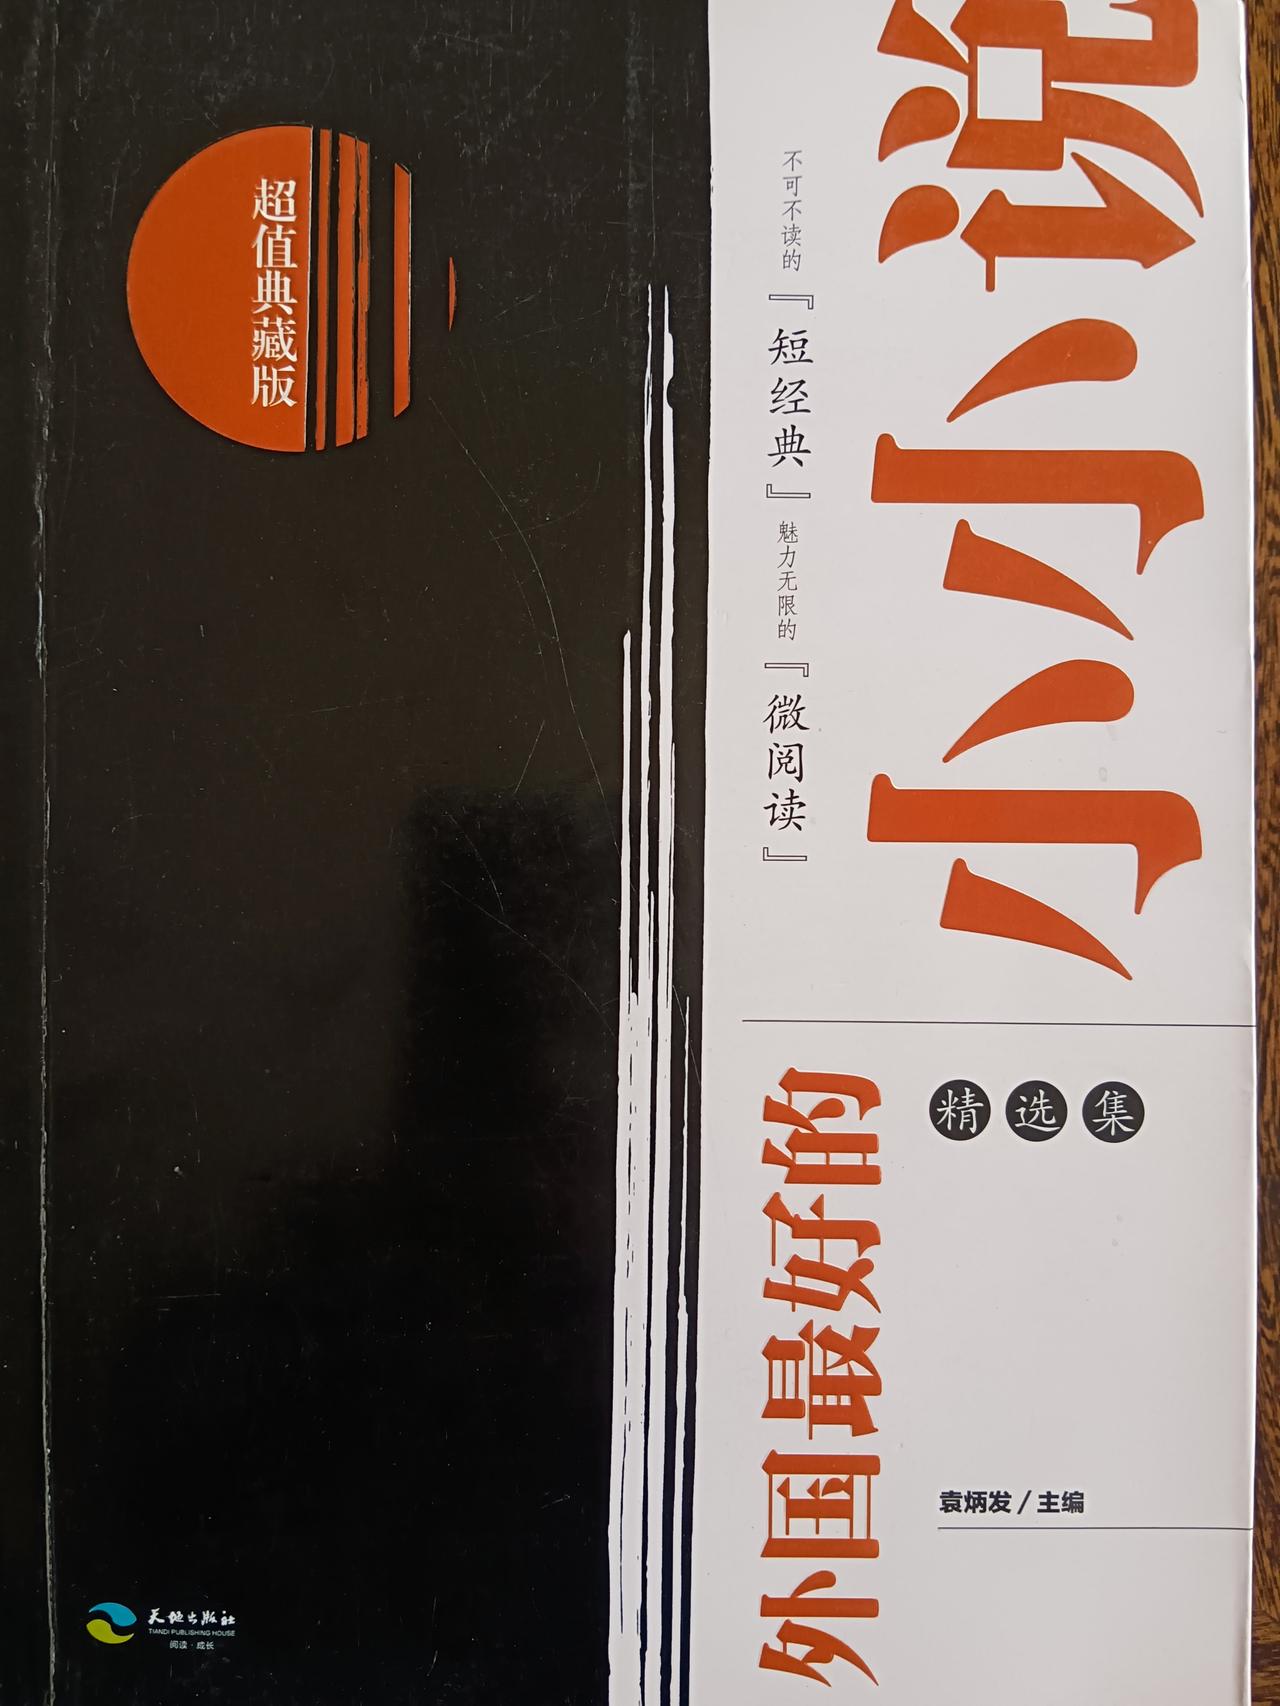 超值典藏版
不可不读的『短经典』魅力无限的『微阅读』
外国最好的
小小说
精选集
袁炳发/主编
天地出版社
TIANDI PUBLISHING HOUSE
阅读·成长